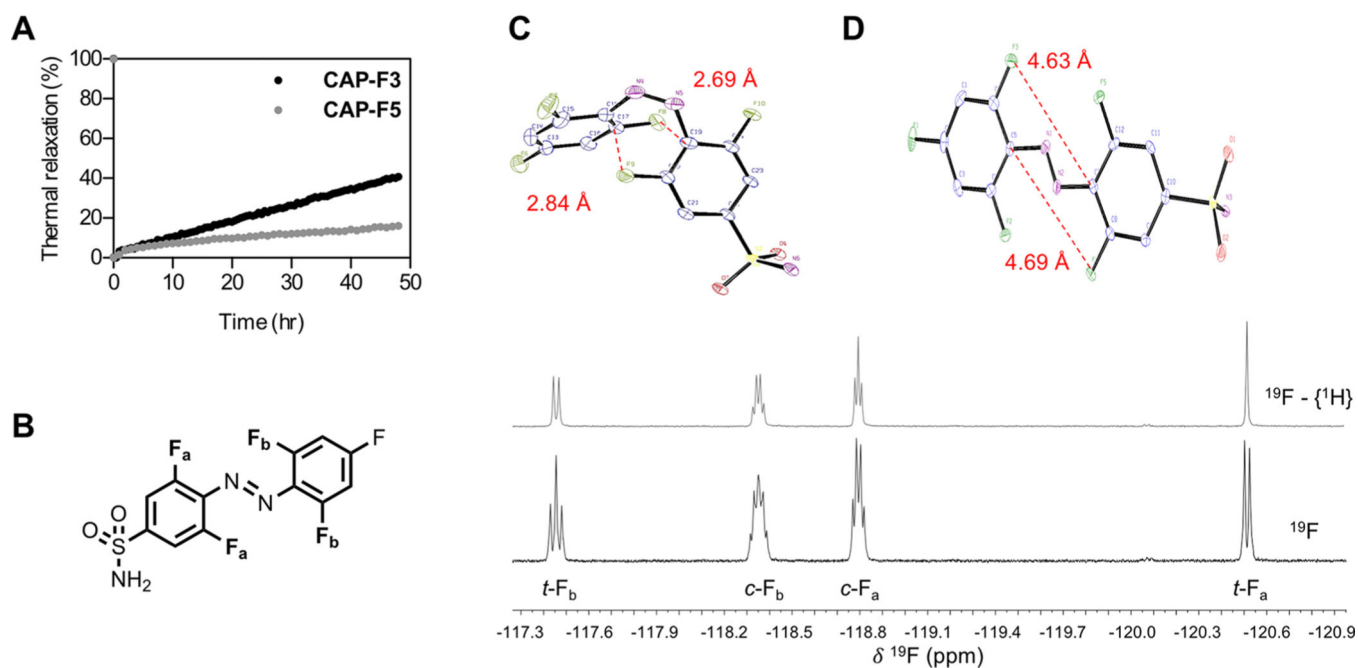 A
Thermal relaxation (%)
100
80
60
40
20
0
CAP-F3
CAP-F5
0 10 20 30 40 50
Time (hr)
B
Fa
Fb
F
N
N
Fa
Fb
O
O
S
NH2
C
2.69 Å
2.84 Å
D
4.63 Å
4.69 Å
19F - {1H}
19F
t-Fb c-Fb c-Fa t-Fa
-117.3 -117.6 -117.9 -118.2 -118.5 -118.8 -119.1 -119.4 -119.7 -120.0 -120.3 -120.6 -120.9
δ 19F (ppm)